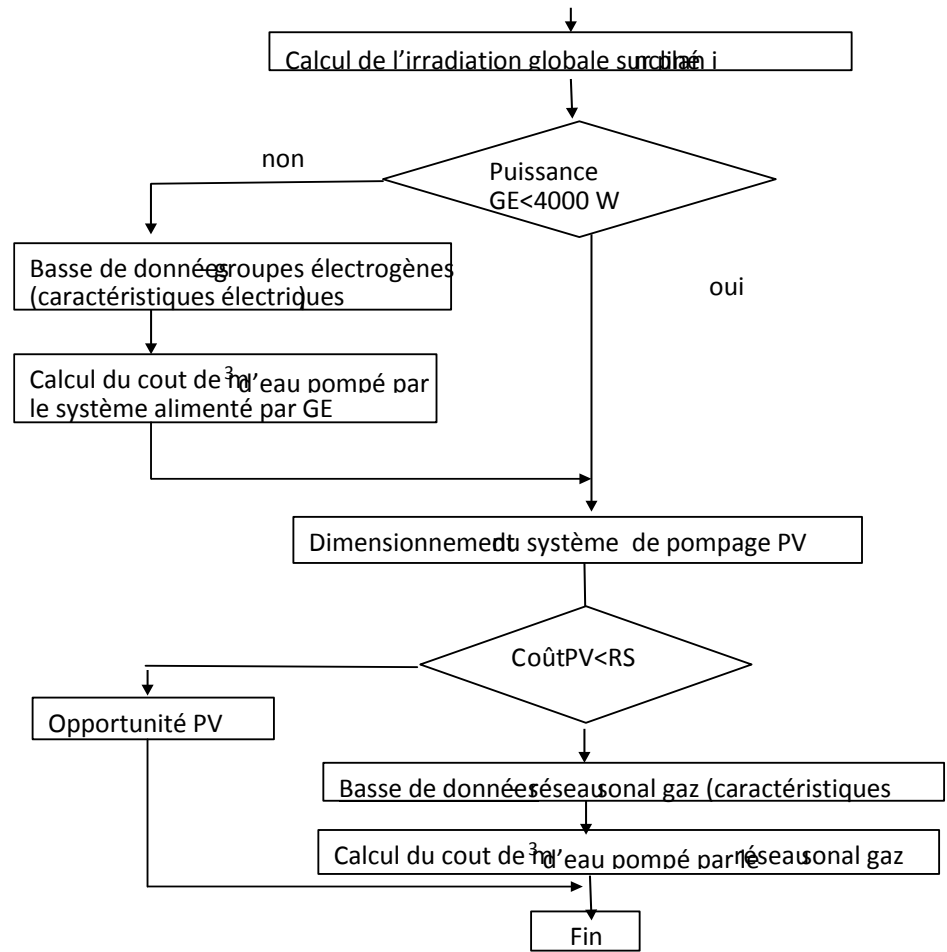 Calcul de l'irradiation globale sur plan i
non
Puissance
GE<4000 W
Basse de données-groupes électrogènes
(caractéristiques électriques)
oui
Calcul du cout de m³ d'eau pompé par
le système alimenté par GE
Dimensionnement du système de pompage PV
CoûtPV<RS
Opportunité PV
Basse de données-réseau sonal gaz (caractéristiques
Calcul du cout de m³ d'eau pompé par le réseau sonal gaz
Fin